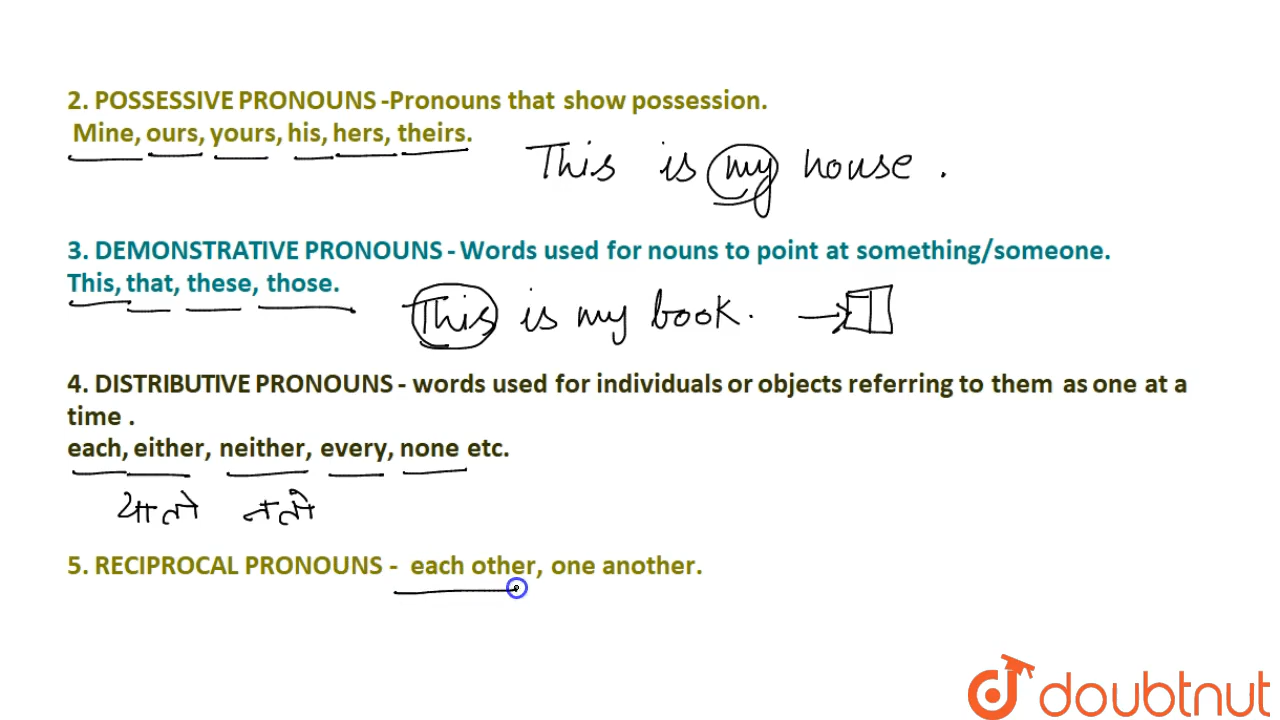 2. POSSESSIVE PRONOUNS -Pronouns that show possession.
Mine, ours, yours, his, hers, theirs.
This is my house.
3. DEMONSTRATIVE PRONOUNS - Words used for nouns to point at something/someone.
This, that, these, those.
This is my book.
4. DISTRIBUTIVE PRONOUNS - words used for individuals or objects referring to them as one at a
time .
each, either, neither, every, none etc.
या तो न तो
5. RECIPROCAL PRONOUNS - each other, one another.
doubtnut